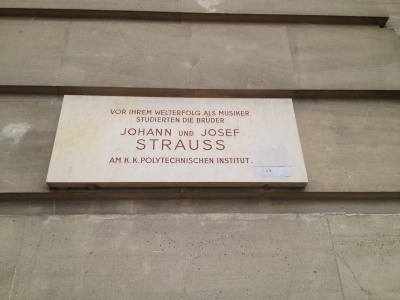 VOR IHREM WELTERFOLG ALS MUSIKER
STUDIERTEN DIE BRÜDER
JOHANN UND JOSEF
STRAUSS
AM K.K.POLYTECHNISCHEN INSTITUT.